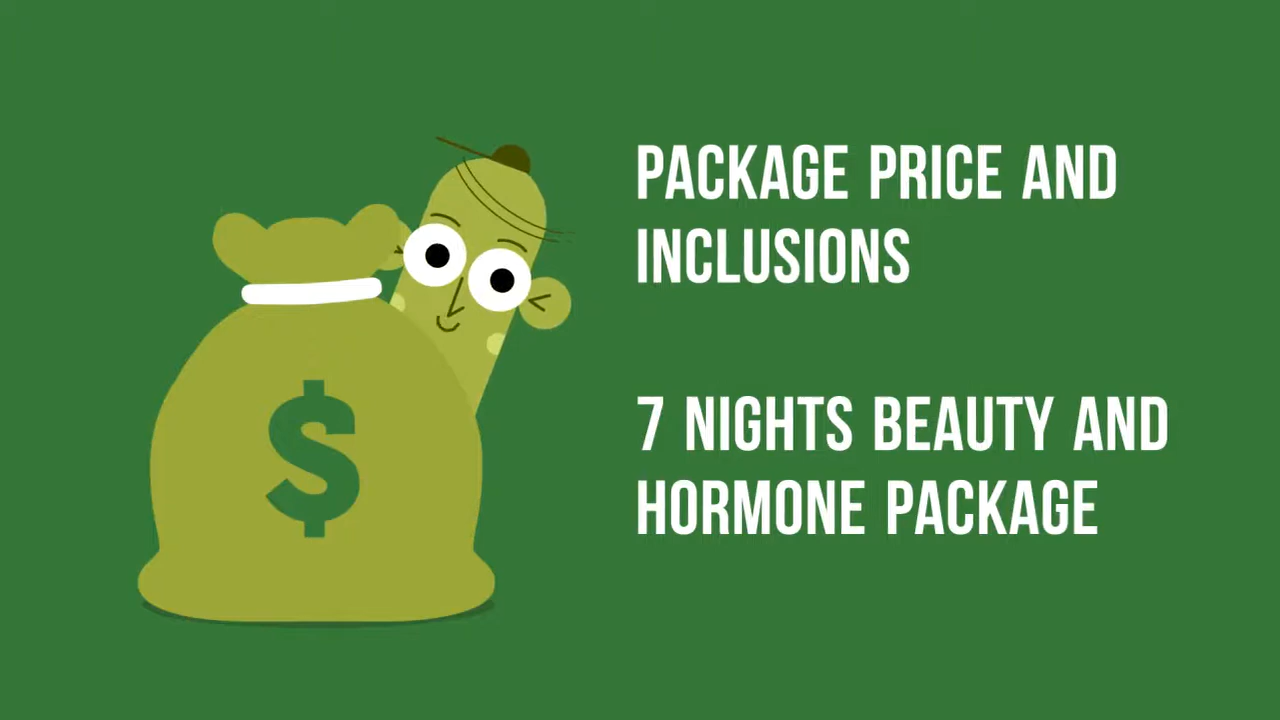 PACKAGE PRICE AND
INCLUSIONS
7 NIGHTS BEAUTY AND
HORMONE PACKAGE
$